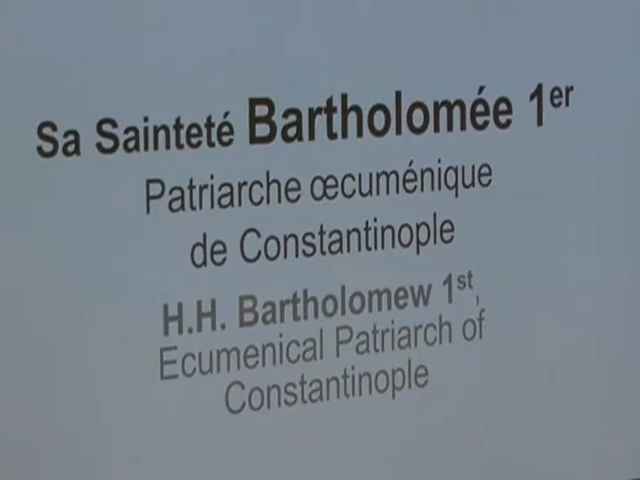 Sa Sainteté Bartholomée 1er
Patriarche œcuménique
de Constantinople
H.H. Bartholomew 1st,
Ecumenical Patriarch of
Constantinople